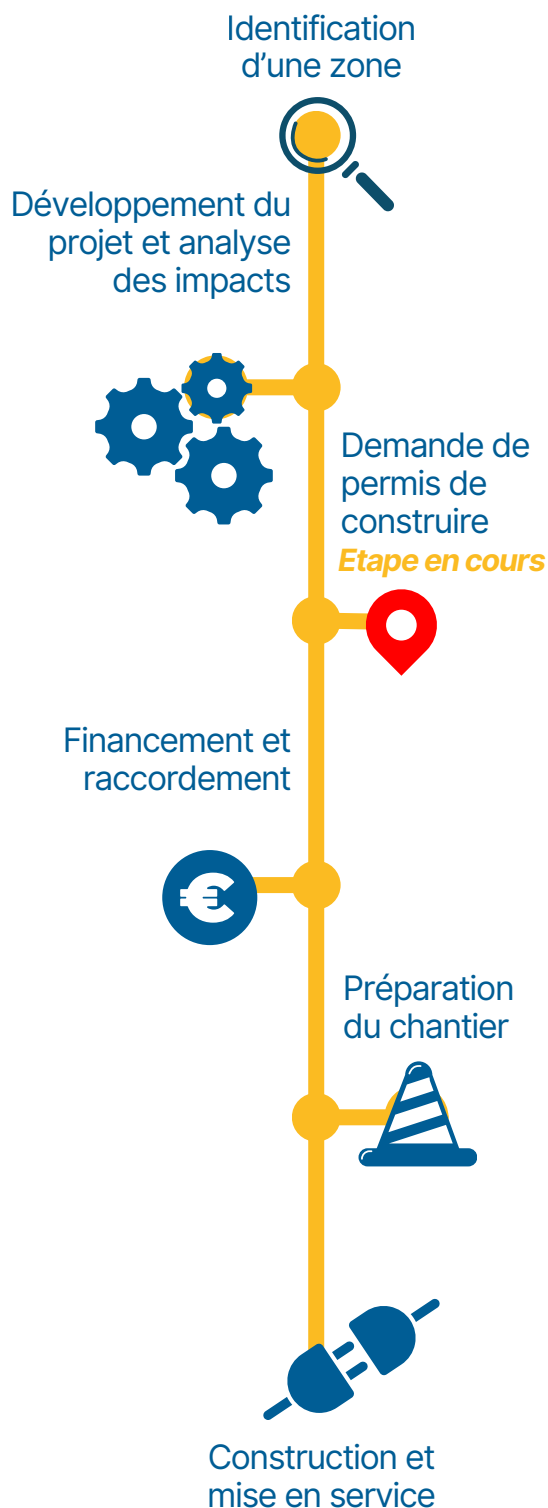 Identification
d'une zone
Développement du
projet et analyse
des impacts
Demande de
permis de
construire
Etape en cours
Financement et
raccordement
€
Préparation
du chantier
Construction et
mise en service